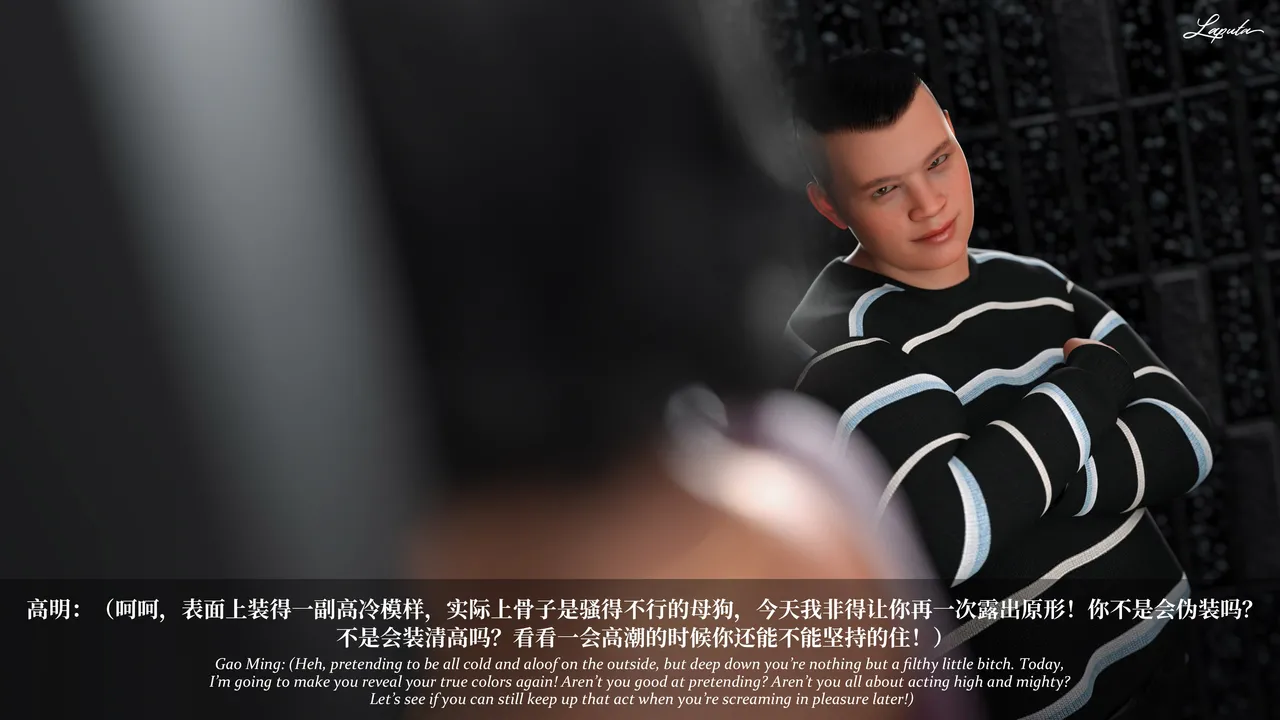 Laputa
高明：（呵呵，表面上装得一副高冷模样，实际上骨子是骚得不行的母狗，今天我非得让你再一次露出原形！你不是会伪装吗？
不是会装清高吗？看看一会高潮的时候你还能不能坚持的住！）
Gao Ming: (Heh, pretending to be all cold and aloof on the outside, but deep down you’re nothing but a filthy little bitch. Today,
I’m going to make you reveal your true colors again! Aren’t you good at pretending? Aren’t you all about acting high and mighty?
Let’s see if you can still keep up that act when you’re screaming in pleasure later!)